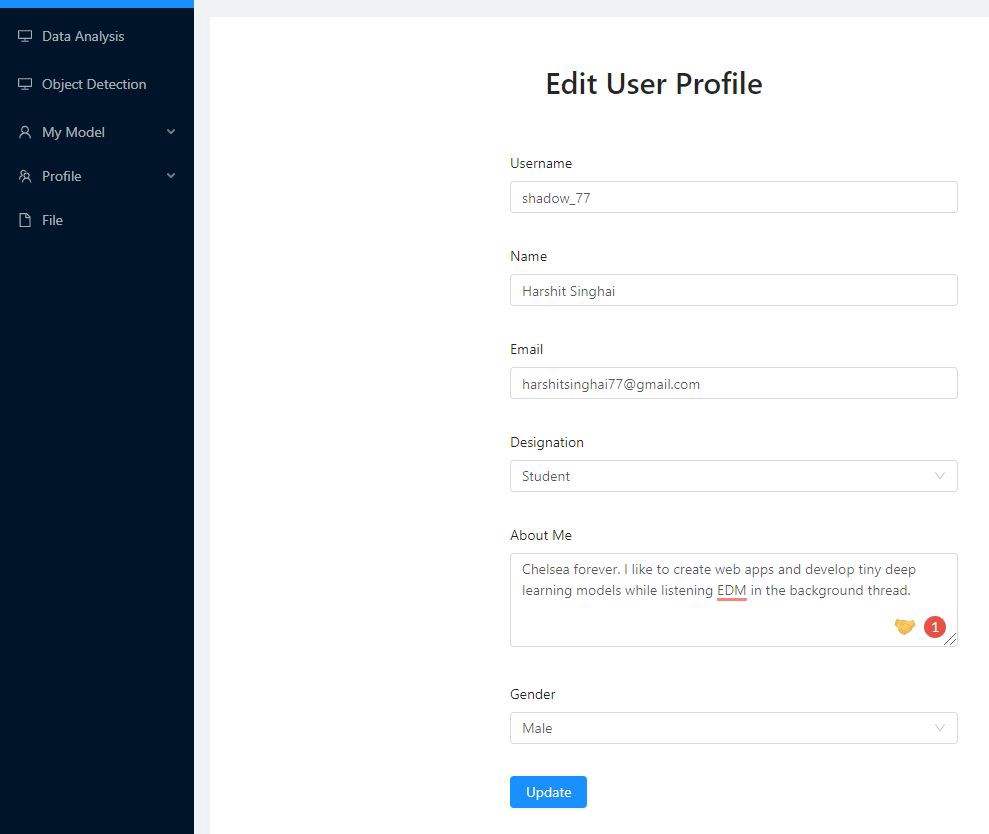 Data Analysis
Object Detection
My Model
Profile
File
Edit User Profile
Username
shadow_77
Name
Harshit Singhai
Email
harshitsinghai77@gmail.com
Designation
Student
About Me
Chelsea forever. I like to create web apps and develop tiny deep
learning models while listening EDM in the background thread.
1
Gender
Male
Update